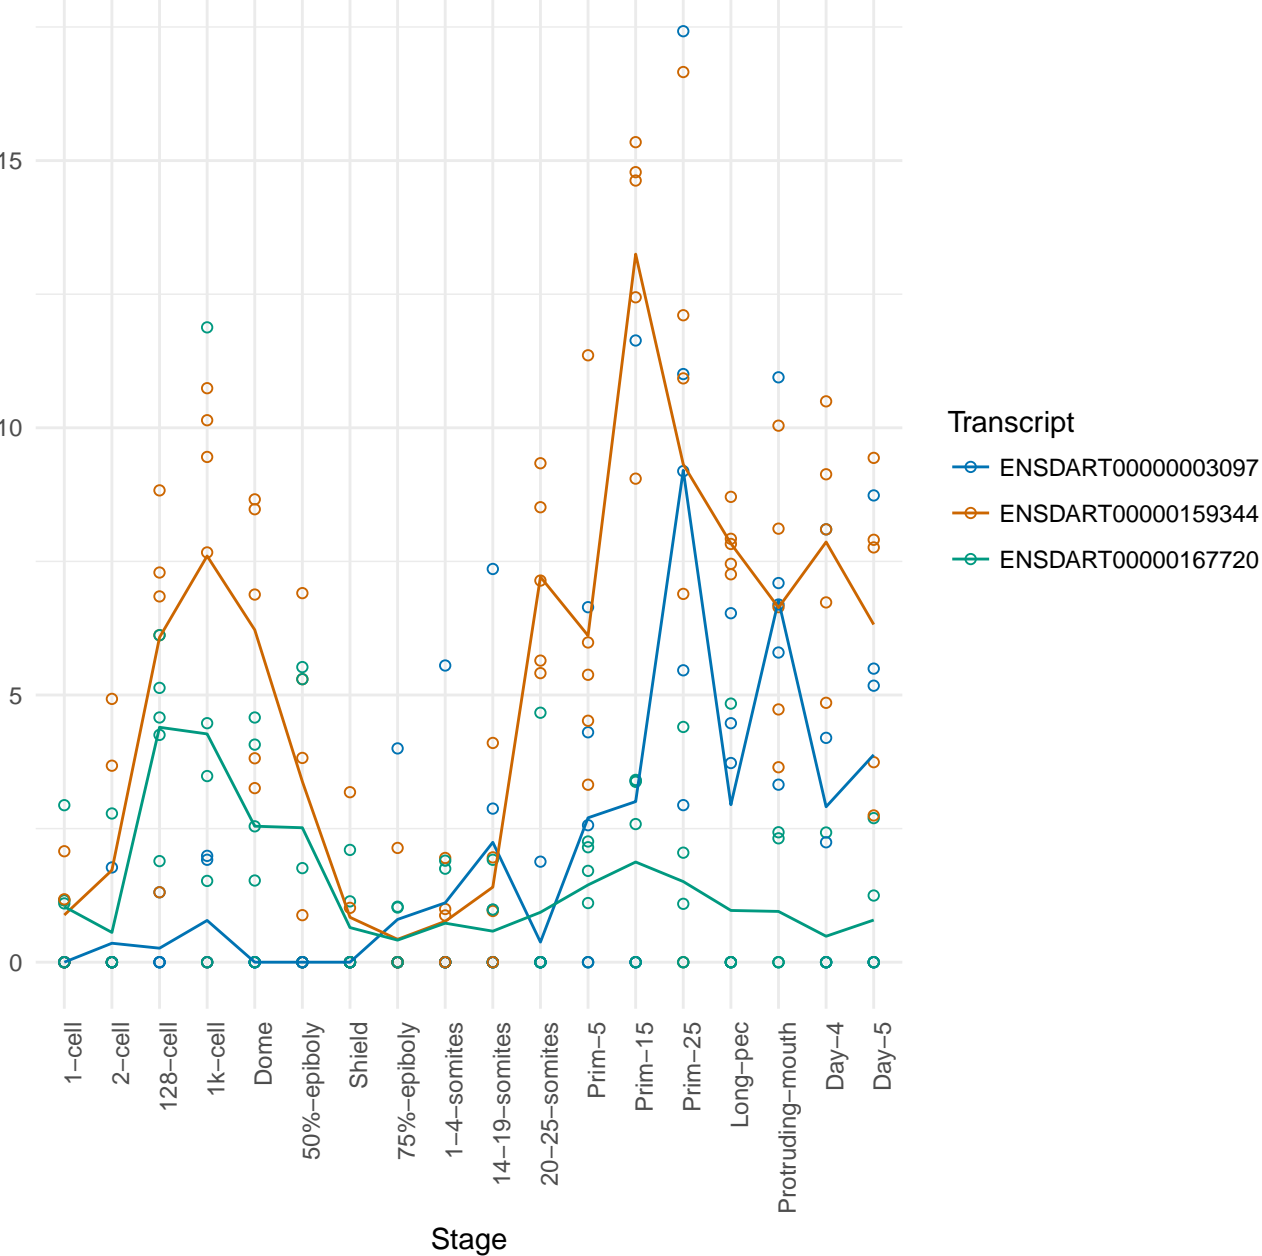 15
10
5
0
1−cell
2−cell
128−cell
1k−cell
Dome
50%−epiboly
Shield
75%−epiboly
1−4−somites
14−19−somites
20−25−somites
Prim−5
Prim−15
Prim−25
Long−pec
Protruding−mouth
Day−4
Day−5
Stage
Transcript
ENSDART00000003097
ENSDART00000159344
ENSDART00000167720